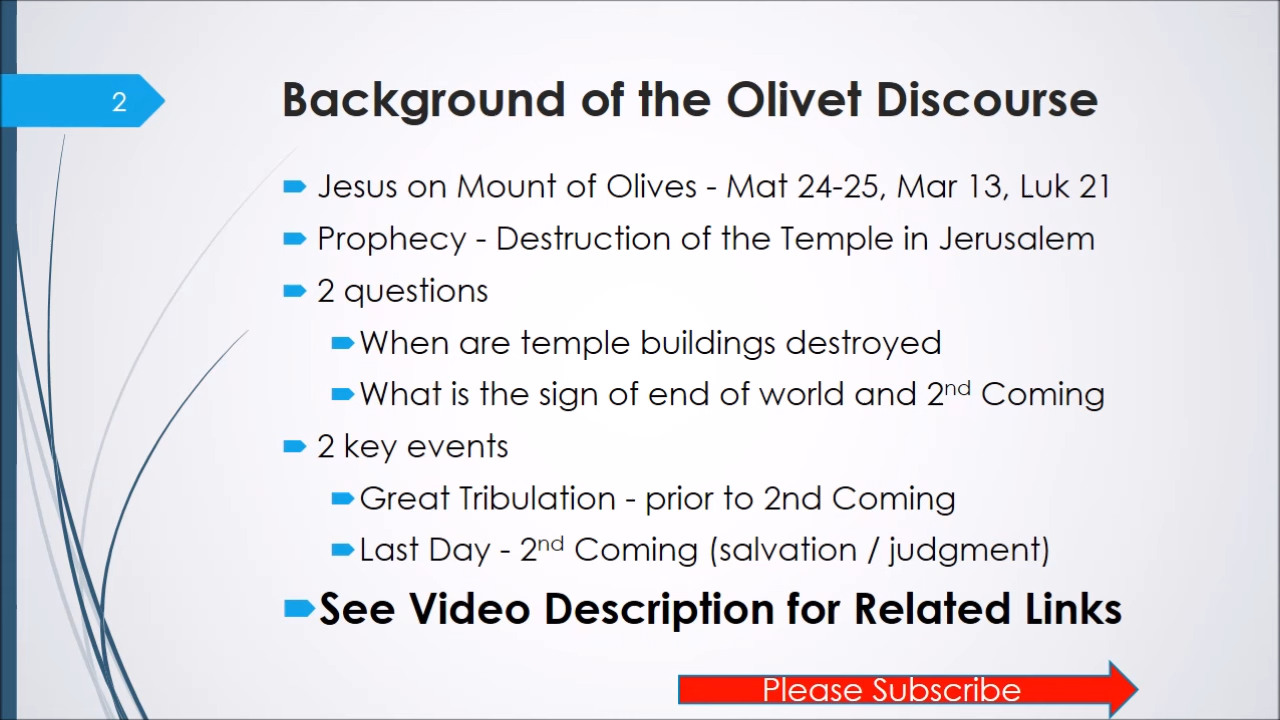 2
Background of the Olivet Discourse
Jesus on Mount of Olives - Mat 24-25, Mar 13, Luk 21
Prophecy - Destruction of the Temple in Jerusalem
2 questions
When are temple buildings destroyed
What is the sign of end of world and 2nd Coming
2 key events
Great Tribulation - prior to 2nd Coming
Last Day - 2nd Coming (salvation / judgment)
See Video Description for Related Links
Please Subscribe